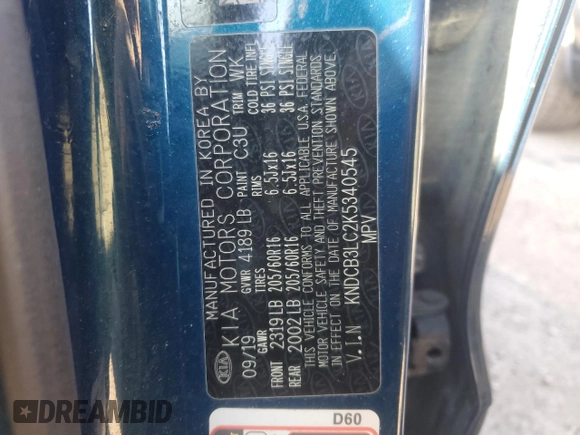 MANUFACTURED IN KOREA BY
KIA KIA MOTORS CORPORATION
09/19 GVWR 4189 LB PAINT C3U TRIM WK
GAWR TIRES RIMS COLD TIRE INFL
FRONT 2319 LB 205/60R16 6.5Jx16 36 PSI SINGLE
REAR 2002 LB 205/60R16 6.5Jx16 36 PSI SINGLE
THIS VEHICLE CONFORMS TO ALL APPLICABLE U.S.A. FEDERAL
MOTOR VEHICLE SAFETY AND THEFT PREVENTION STANDARDS
IN EFFECT ON THE DATE OF MANUFACTURE SHOWN ABOVE.
V.I.N KNDCB3LC2K5340545
MPV
D60
DREAMBID